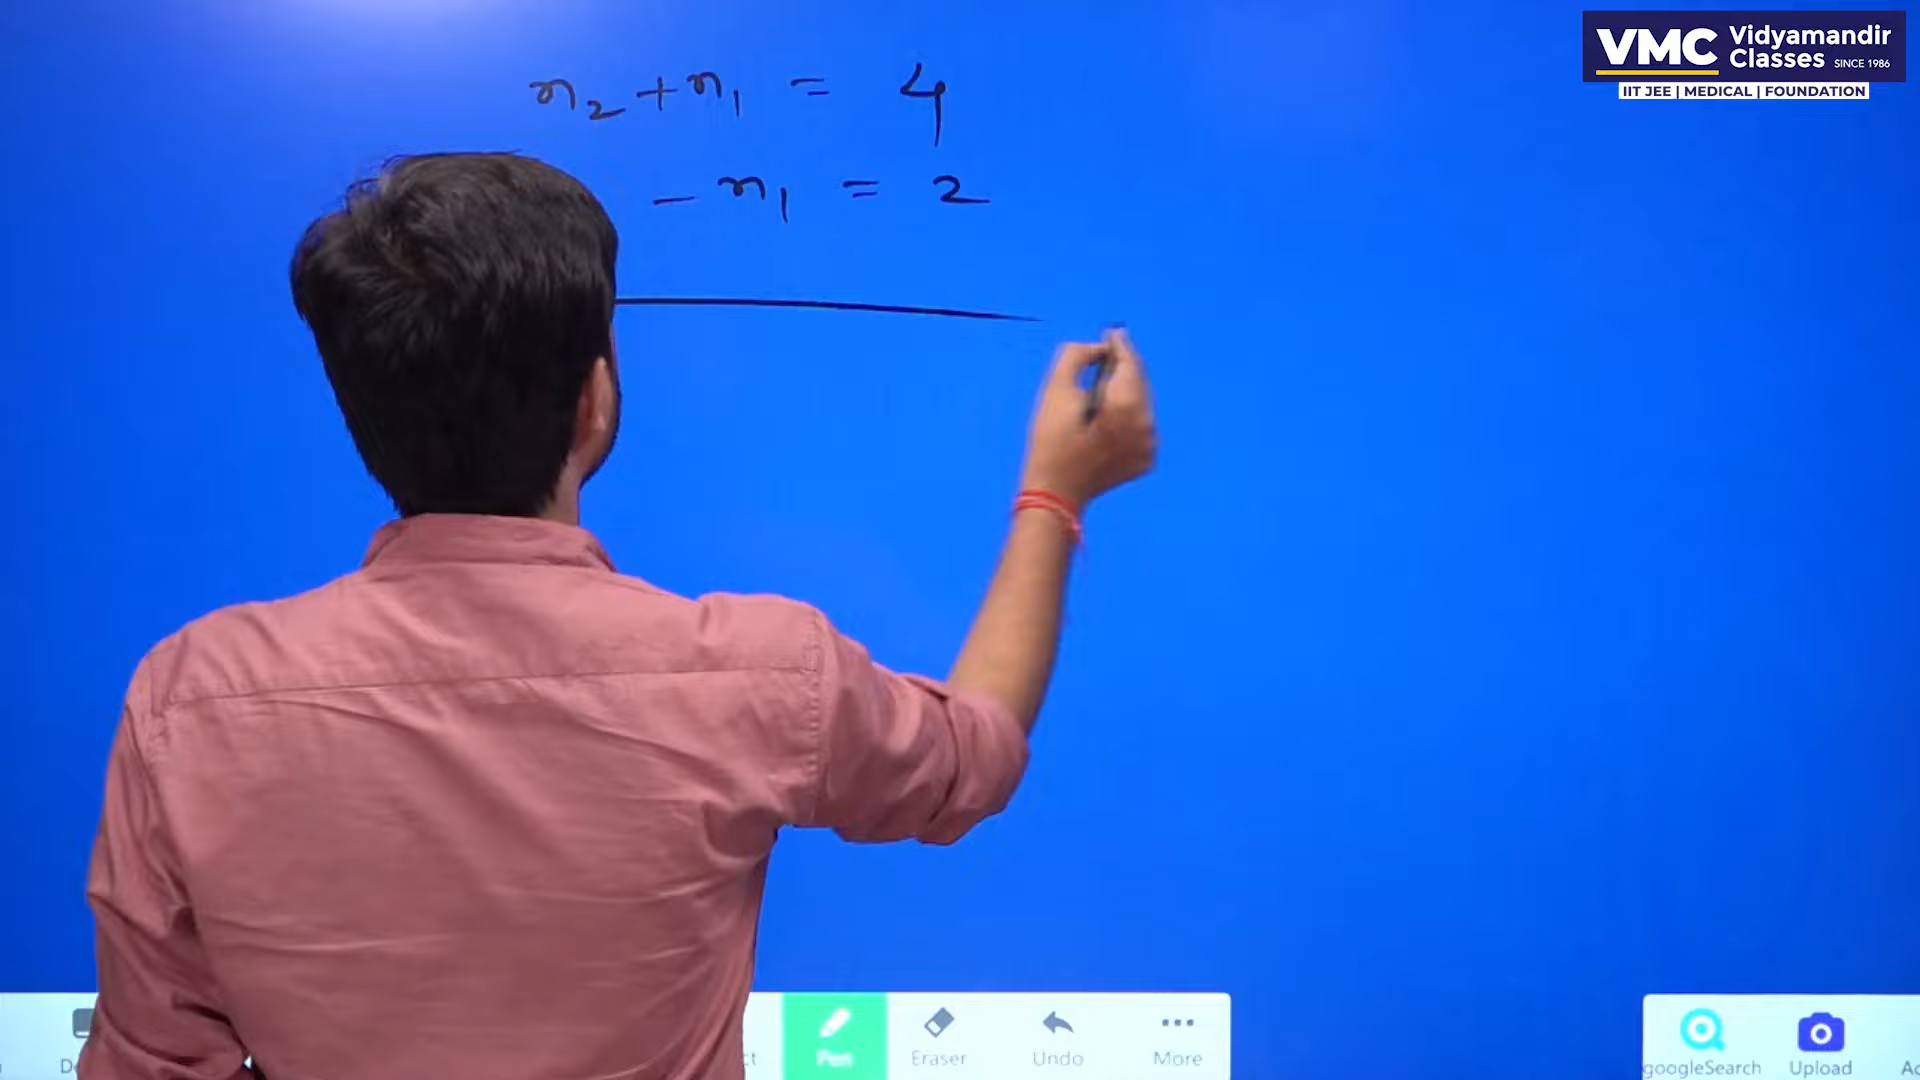 VMC Vidyamandir Classes SINCE 1986
IIT JEE | MEDICAL | FOUNDATION
n₂ + n₁ = 4
- n₁ = 2
Pen
Eraser
Undo
More
googleSearch
Upload